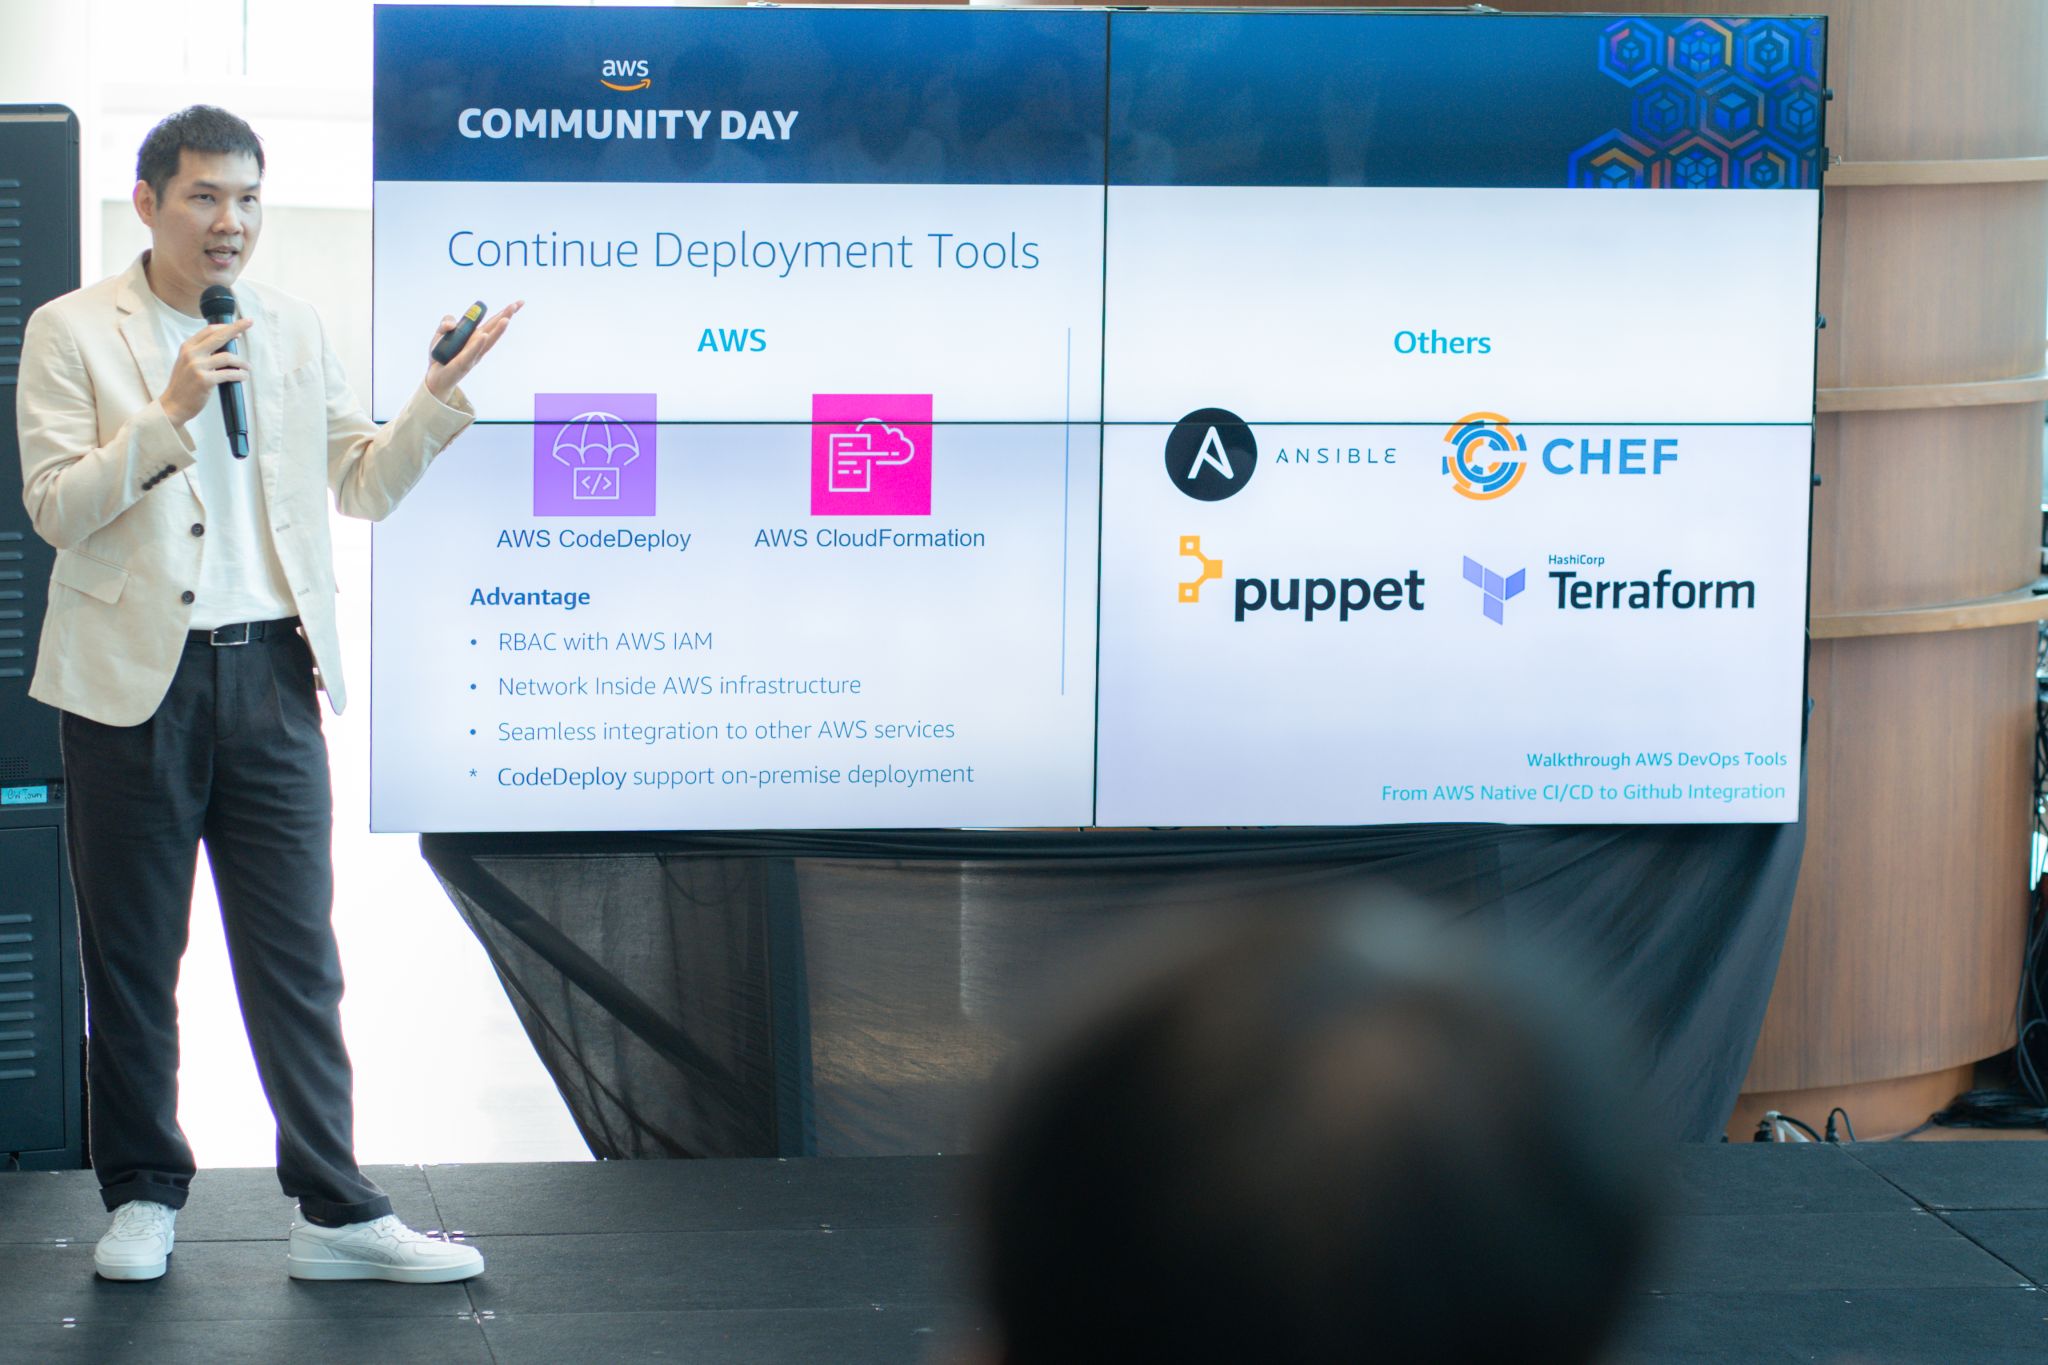 aws
COMMUNITY DAY
Continue Deployment Tools
AWS
AWS CodeDeploy
AWS CloudFormation
Advantage
• RBAC with AWS IAM
• Network Inside AWS infrastructure
• Seamless integration to other AWS services
* CodeDeploy support on-premise deployment
Others
ANSIBLE
CHEF
puppet
HashiCorp
Terraform
Walkthrough AWS DevOps Tools
From AWS Native CI/CD to Github Integration